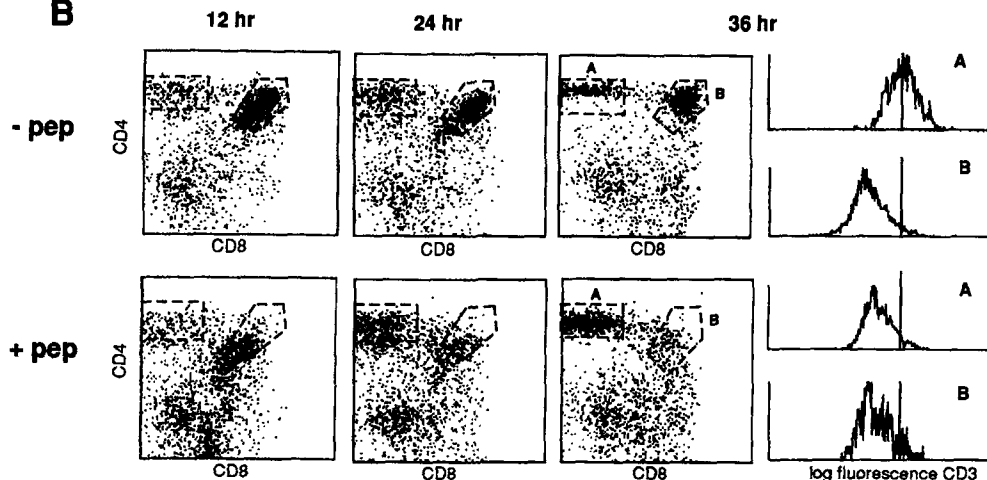 B
12 hr
24 hr
36 hr
- pep
CD4
A
B
A
B
CD8
CD8
CD8
+ pep
CD4
A
B
A
B
CD8
CD8
CD8
log fluorescence CD3